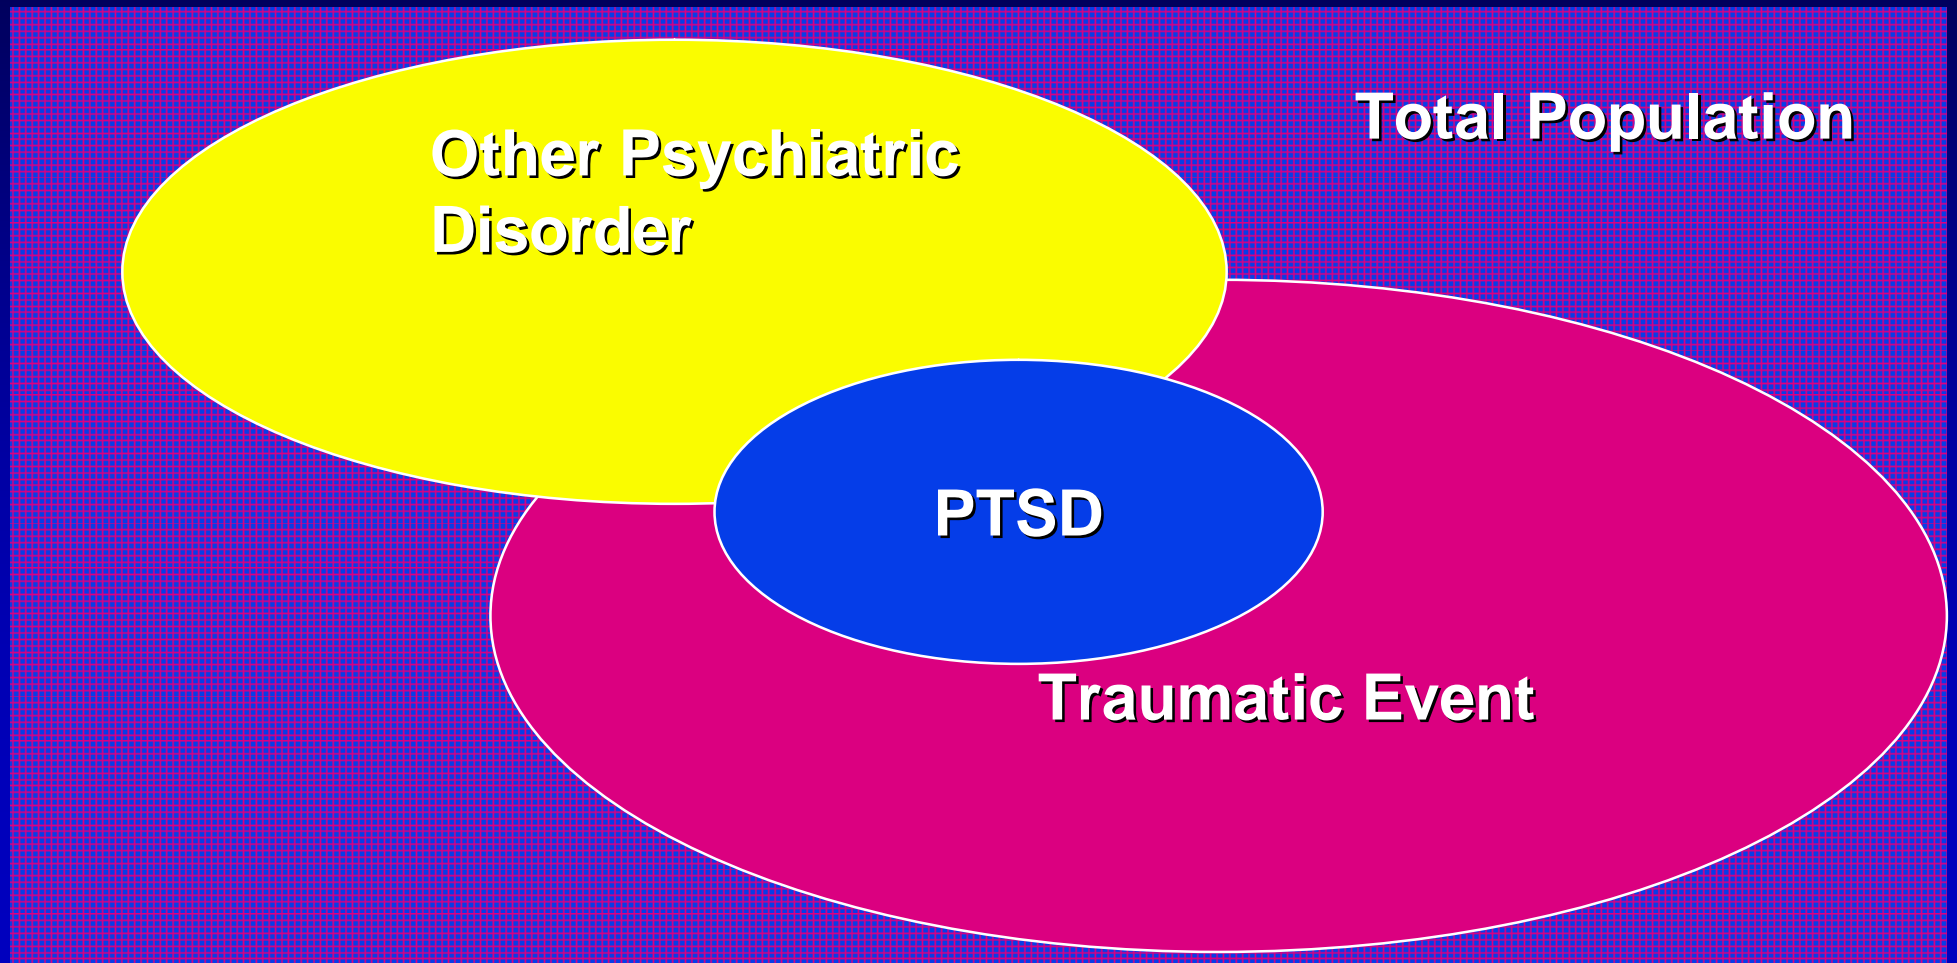 Total Population
Other Psychiatric
Disorder
PTSD
Traumatic Event